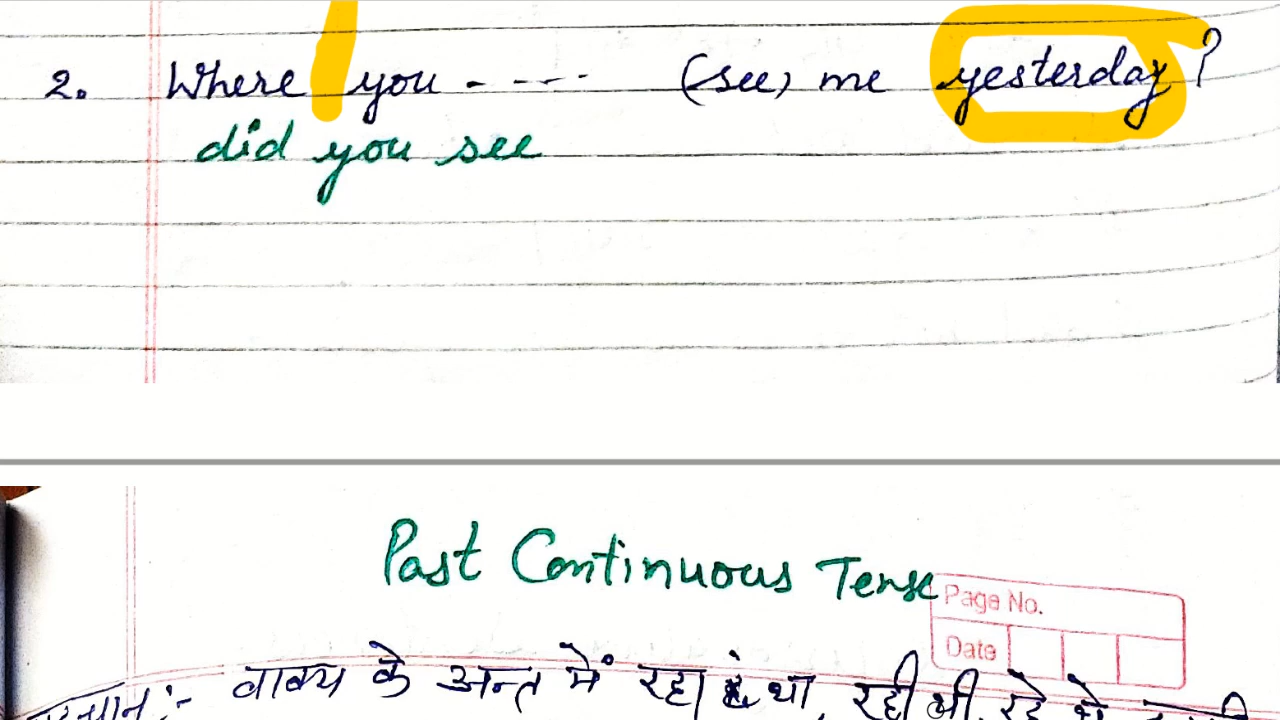 2. Where you - - - - (see) me yesterday ?
did you see
Past Continuous Tense
Page No.
Date
वाक्य के अन्त में रहा था, रही थी, रहे थे